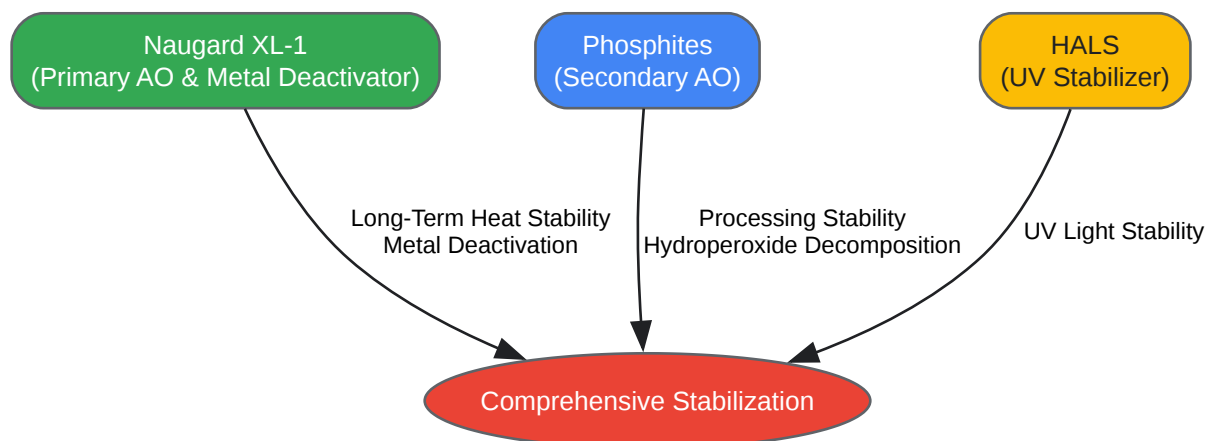 Naugard XL-1
(Primary AO & Metal Deactivator)
Phosphites
(Secondary AO)
HALS
(UV Stabilizer)
Long-Term Heat Stability
Metal Deactivation
Processing Stability
Hydroperoxide Decomposition
UV Light Stability
Comprehensive Stabilization